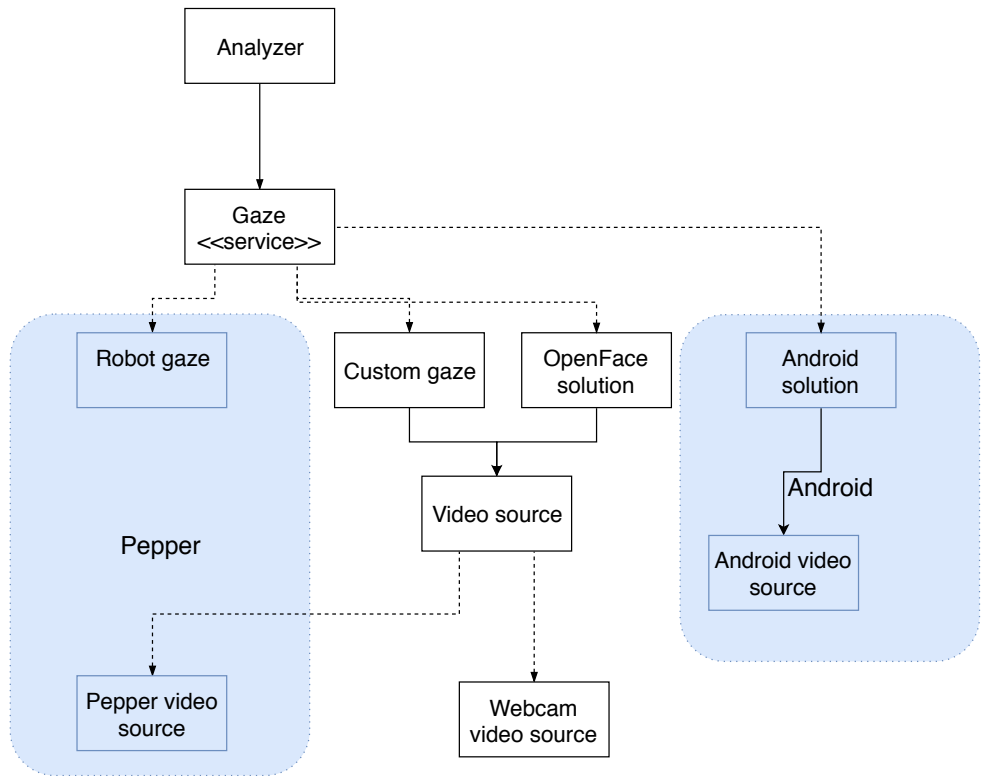 Analyzer
Gaze
<<service>>
Robot gaze
Custom gaze
OpenFace
solution
Android
solution
Android
Video source
Pepper
Android video
source
Pepper video
source
Webcam
video source